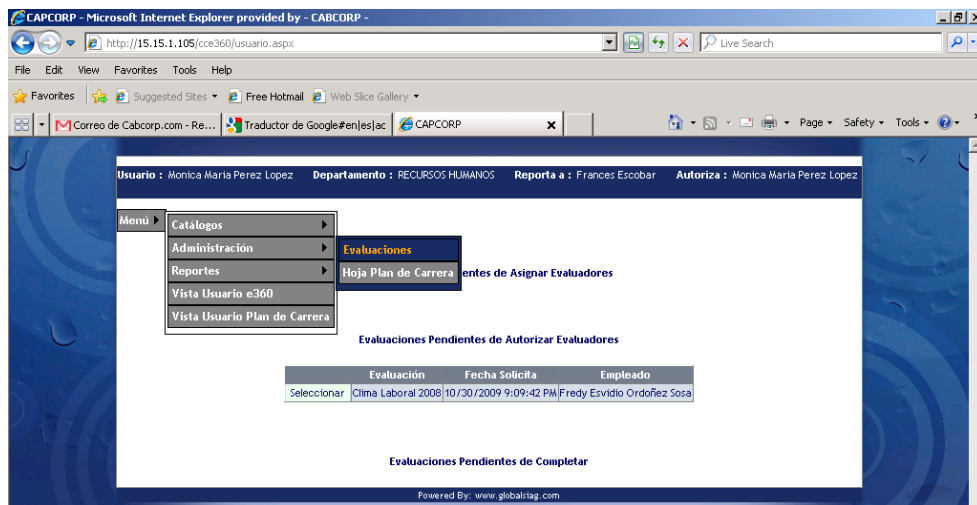 CAPCORP - Microsoft Internet Explorer provided by - CABCORP -
http://15.15.1.105/cce360/usuario.aspx
Live Search
File Edit View Favorites Tools Help
Favorites Suggested Sites Free Hotmail Web Slice Gallery
Correo de Cabcorp.com - Re... Traductor de Google#en|es|ac CAPCORP Page Safety Tools
Usuario : Monica Maria Perez Lopez Departamento : RECURSOS HUMANOS Reporta a : Frances Escobar Autoriza : Monica Maria Perez Lopez
Menú
Catálogos
Administración
Evaluaciones
Reportes
Hoja Plan de Carrera
entes de Asignar Evaluadores
Vista Usuario e360
Vista Usuario Plan de Carrera
Evaluaciones Pendientes de Autorizar Evaluadores
Evaluación Fecha Solicita Empleado
Seleccionar Clima Laboral 2008 10/30/2009 9:09:42 PM Fredy Esvidio Ordoñez Sosa
Evaluaciones Pendientes de Completar
Powered By: www.globalsiag.com